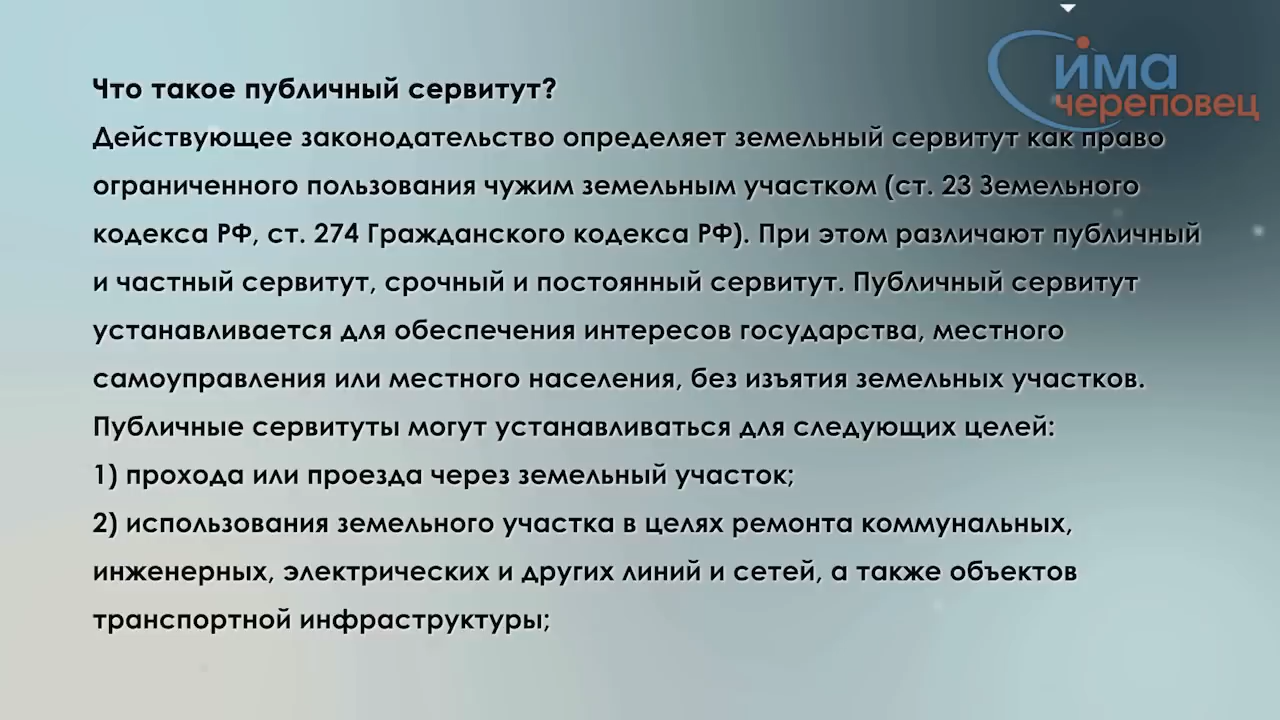 има
череповец
Что такое публичный сервитут?
Действующее законодательство определяет земельный сервитут как право
ограниченного пользования чужим земельным участком (ст. 23 Земельного
кодекса РФ, ст. 274 Гражданского кодекса РФ). При этом различают публичный
и частный сервитут, срочный и постоянный сервитут. Публичный сервитут
устанавливается для обеспечения интересов государства, местного
самоуправления или местного населения, без изъятия земельных участков.
Публичные сервитуты могут устанавливаться для следующих целей:
1) прохода или проезда через земельный участок;
2) использования земельного участка в целях ремонта коммунальных,
инженерных, электрических и других линий и сетей, а также объектов
транспортной инфраструктуры;